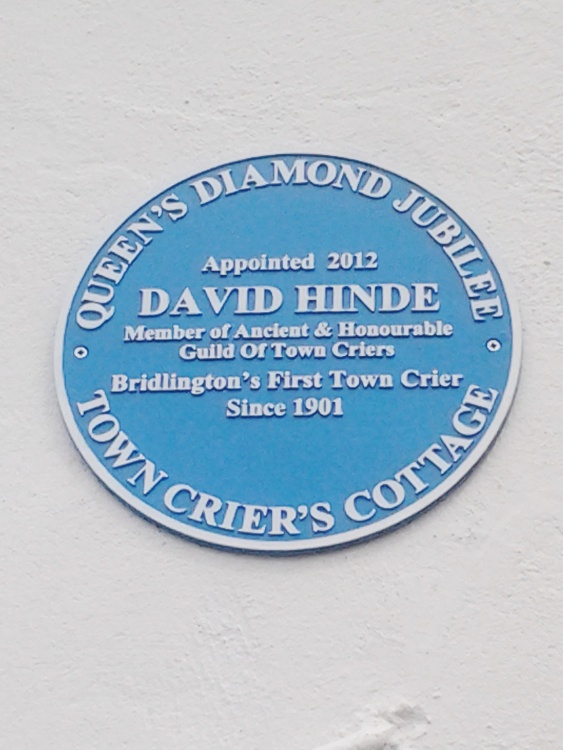 QUEEN'S DIAMOND JUBILEE
Appointed 2012
DAVID HINDE
Member of Ancient & Honourable
Guild Of Town Criers
Bridlington's First Town Crier
Since 1901
TOWN CRIER'S COTTAGE